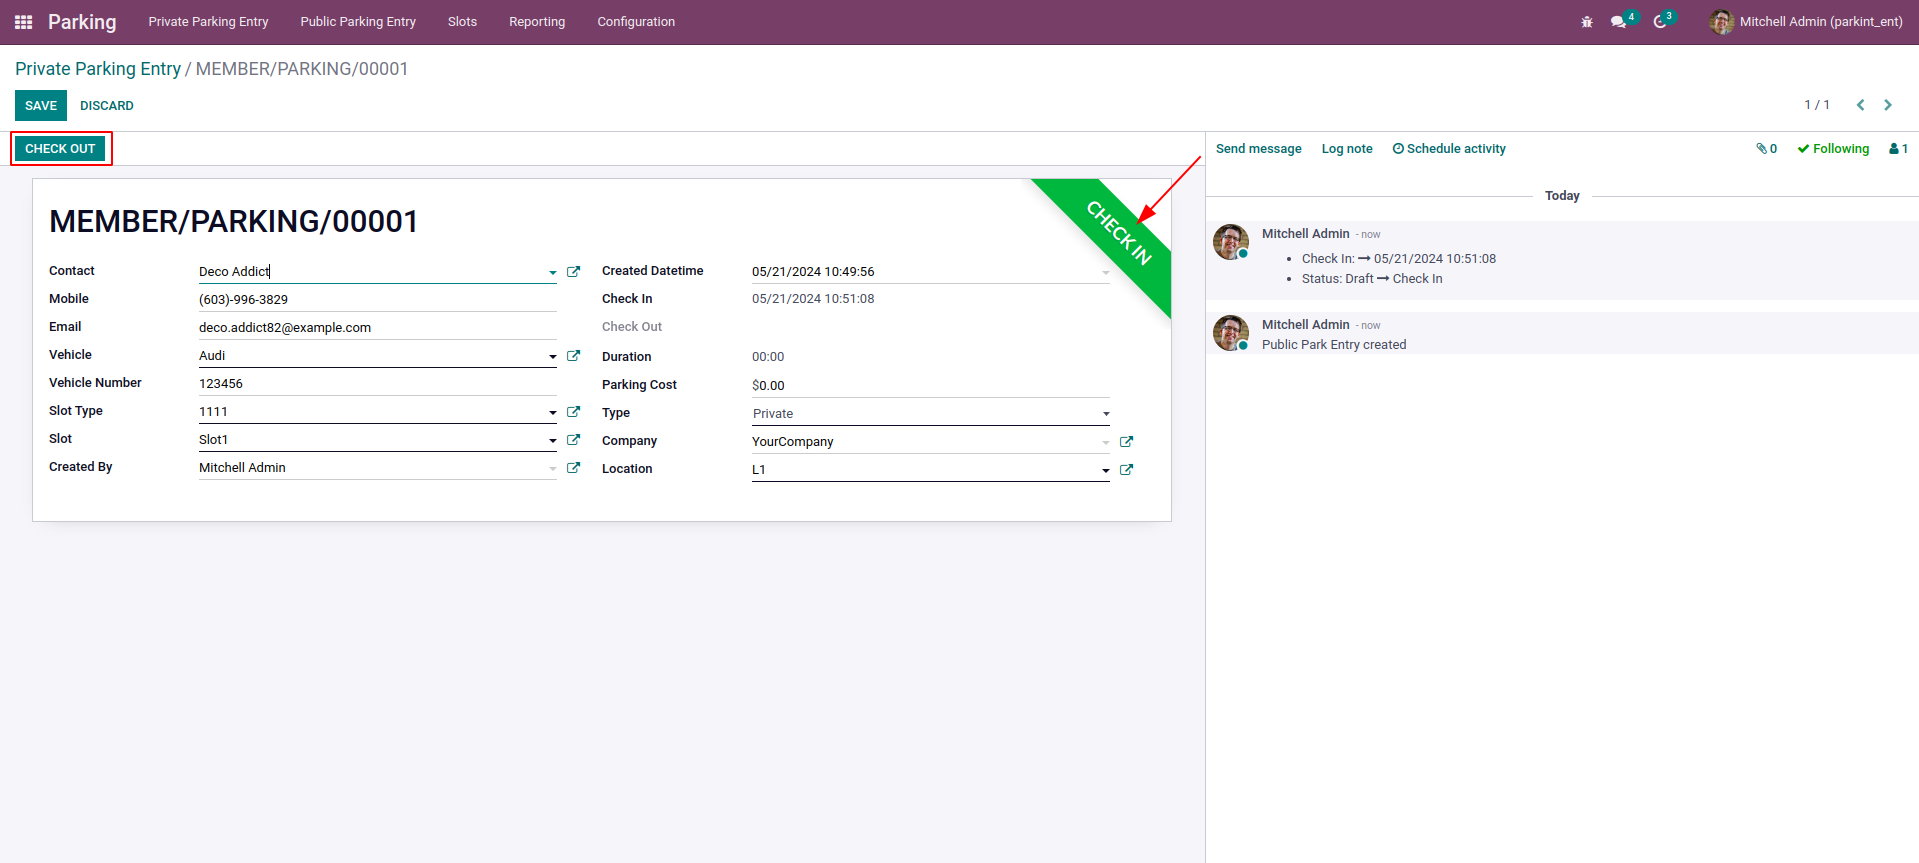 Parking Private Parking Entry Public Parking Entry Slots Reporting Configuration 4 3 Mitchell Admin (parkint_ent)
Private Parking Entry / MEMBER/PARKING/00001
SAVE DISCARD 1 / 1
CHECK OUT
Send message Log note Schedule activity 0 Following 1
CHECK IN
MEMBER/PARKING/00001
Contact Deco Addict
Mobile (603)-996-3829
Email deco.addict82@example.com
Vehicle Audi
Vehicle Number 123456
Slot Type 1111
Slot Slot1
Created By Mitchell Admin
Created Datetime 05/21/2024 10:49:56
Check In 05/21/2024 10:51:08
Check Out
Duration 00:00
Parking Cost $0.00
Type Private
Company YourCompany
Location L1
Today
Mitchell Admin - now
• Check In: → 05/21/2024 10:51:08
• Status: Draft → Check In
Mitchell Admin - now
Public Park Entry created